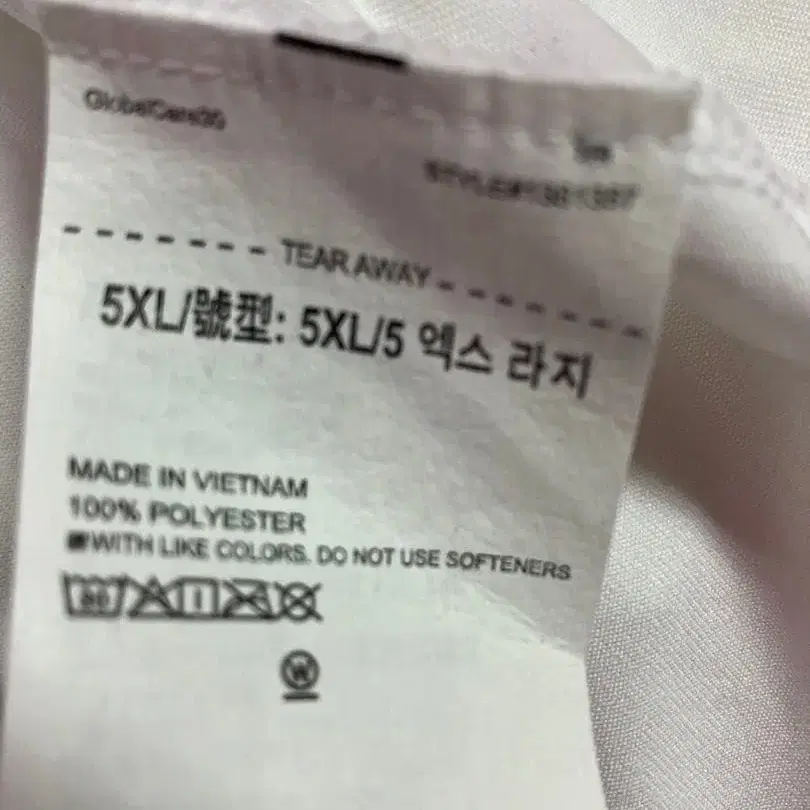 TEAR AWAY
5XL/號型: 5XL/5 엑스 라지
MADE IN VIETNAM
100% POLYESTER
WITH LIKE COLORS. DO NOT USE SOFTENERS
W